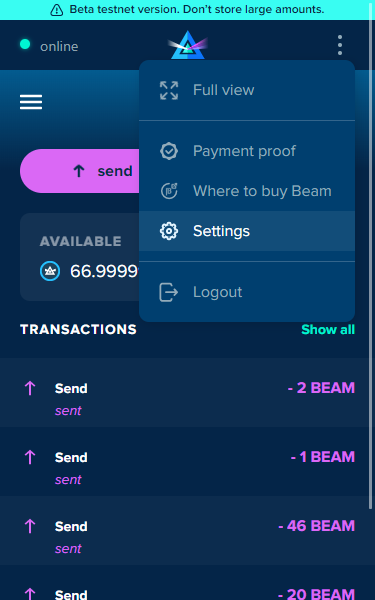 Beta testnet version. Don't store large amounts.
online
Full view
Payment proof
Where to buy Beam
Settings
Logout
send
AVAILABLE
66.9999
TRANSACTIONS
Show all
Send
- 2 BEAM
sent
Send
- 1 BEAM
sent
Send
- 46 BEAM
sent
Send
- 20 BEAM